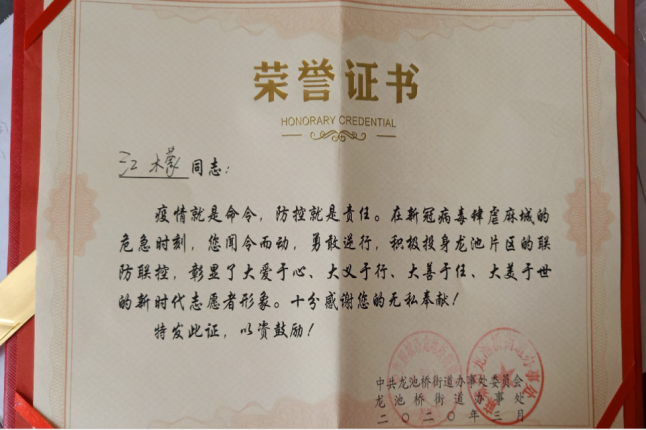 荣誉证书
HONORARY CREDENTIAL
江木蒙 同志：
疫情就是命令，防控就是责任。在新冠病毒肆虐麻城的
危急时刻，您闻令而动，勇敢逆行，积极投身龙池片区的联
防联控，彰显了大爱于心、大义于行、大善于任、大美于世
的新时代志愿者形象。十分感谢您的无私奉献！
特发此证，以资鼓励！
中共龙池桥街道办事处委员会
龙池桥街道办事处
二〇二〇年三月